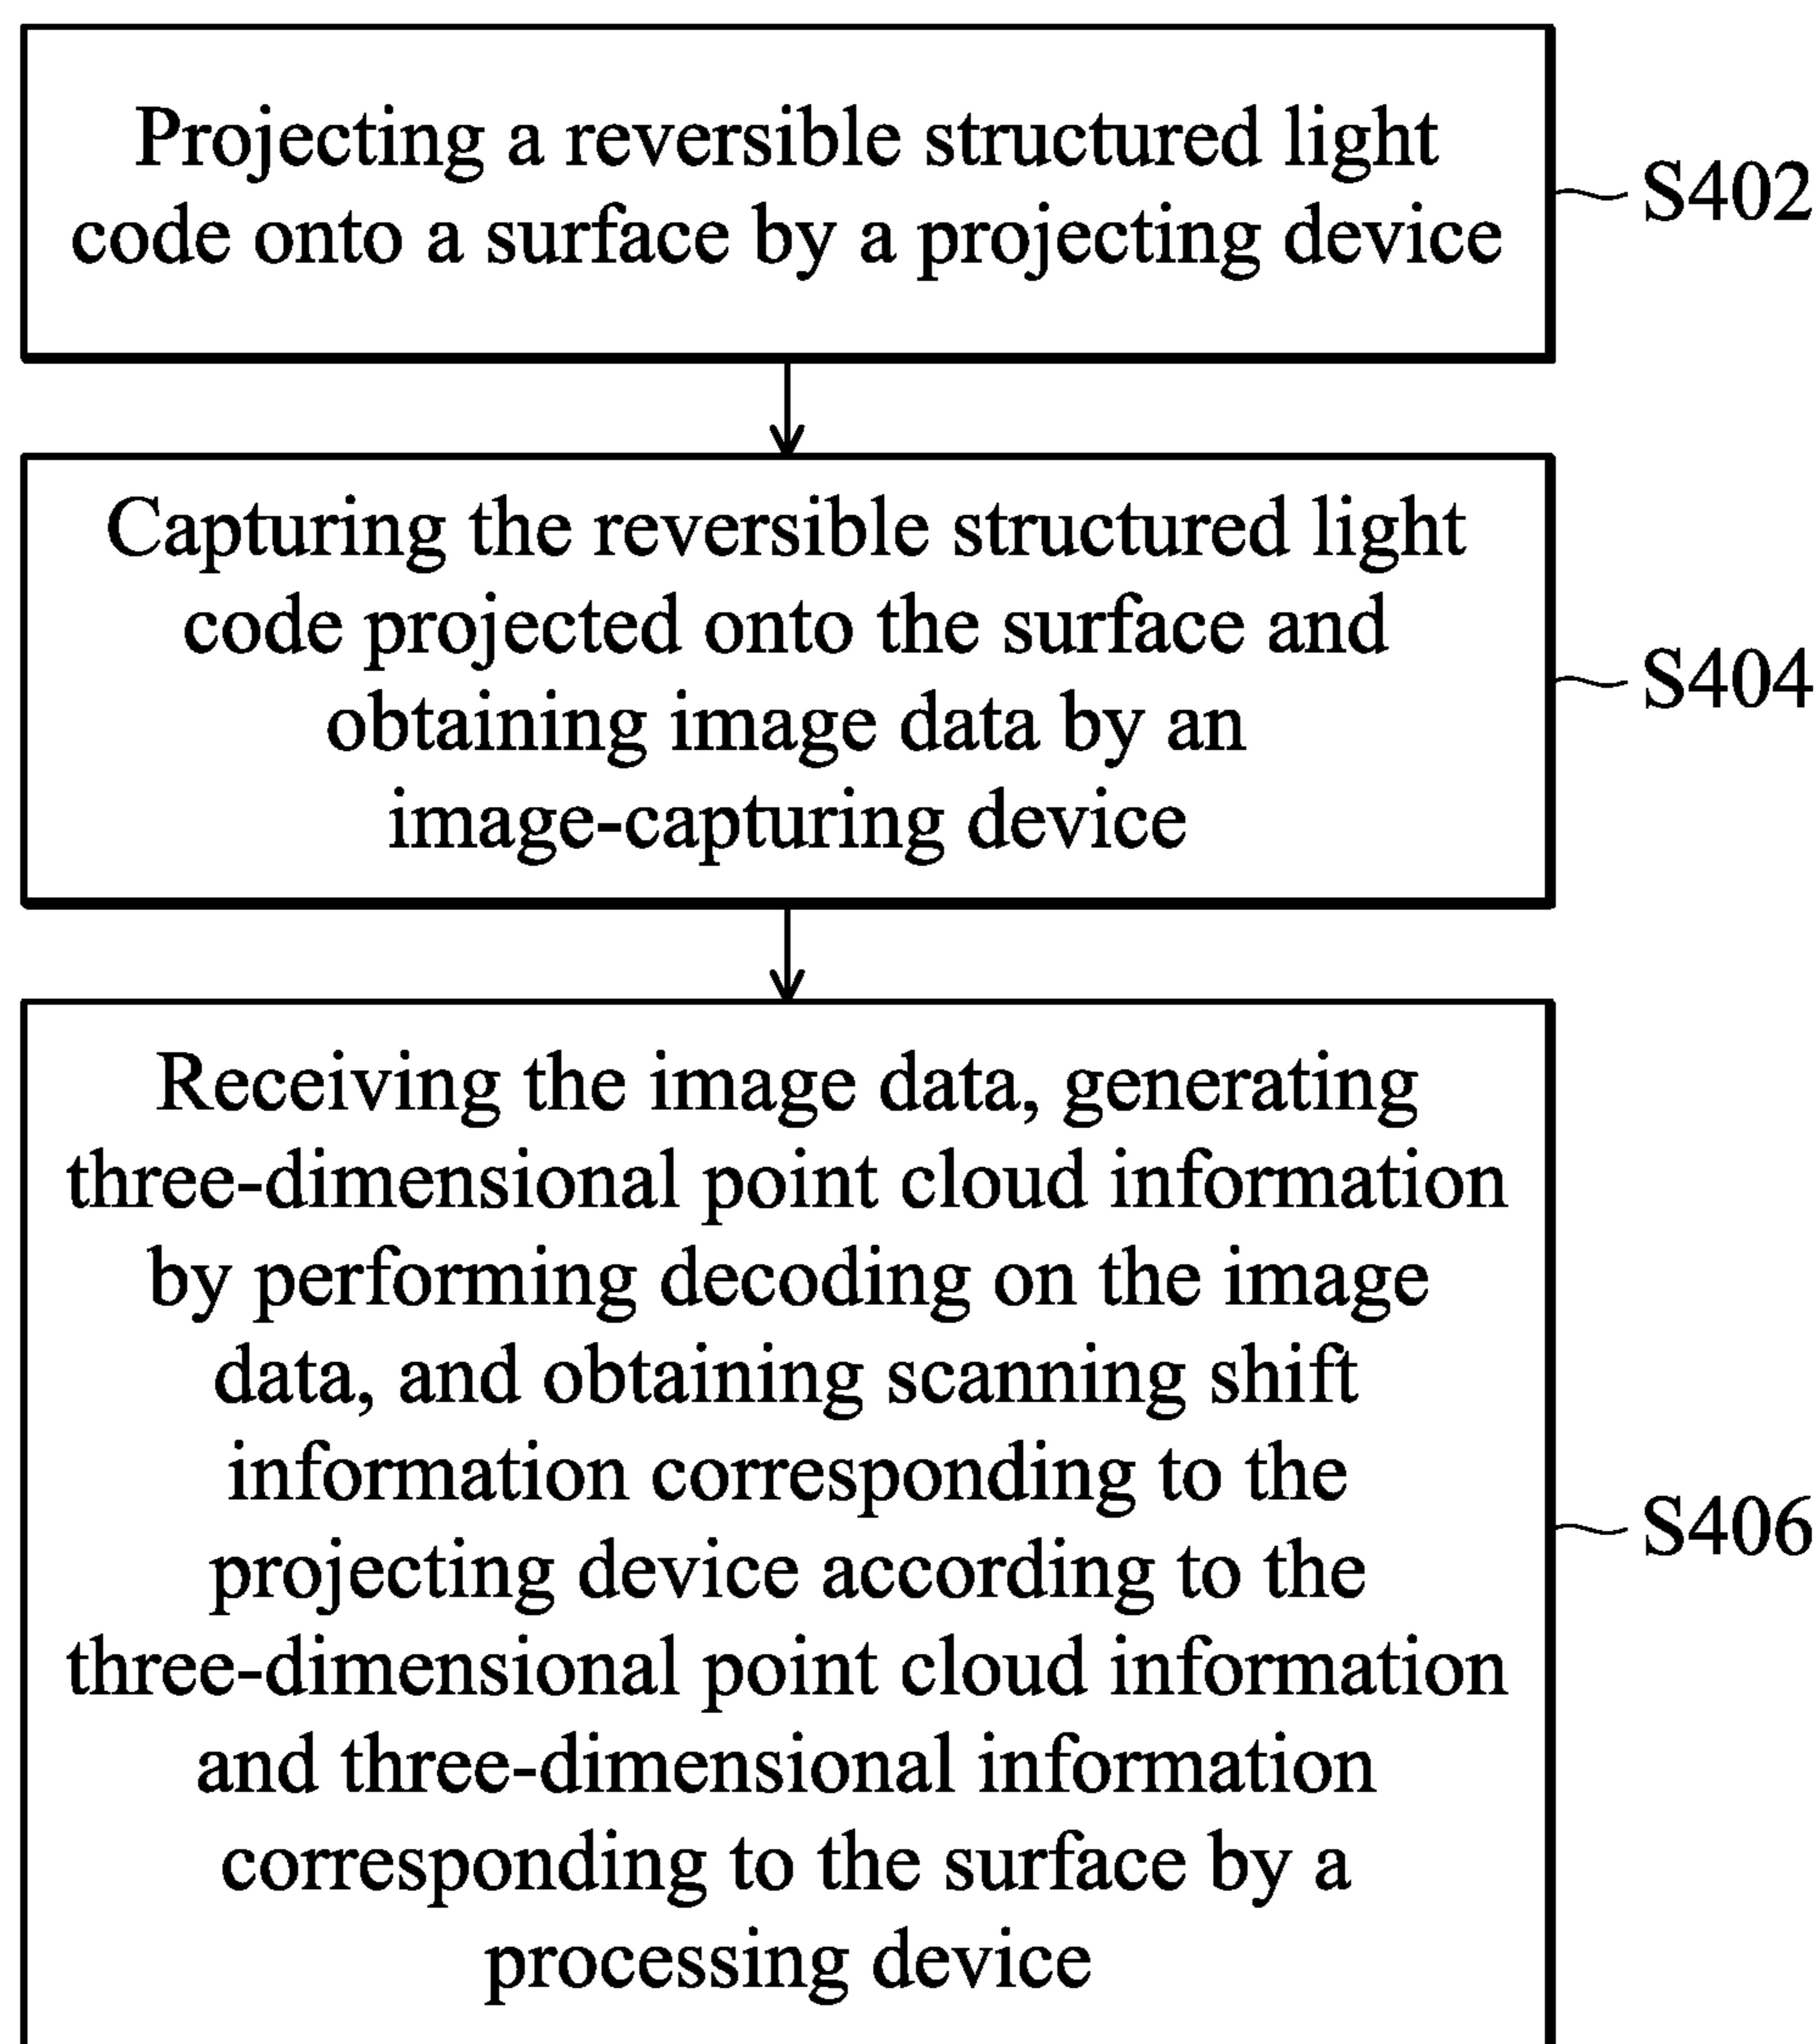 Projecting a reversible structured light
code onto a surface by a projecting device
S402
Capturing the reversible structured light
code projected onto the surface and
obtaining image data by an
image-capturing device
S404
Receiving the image data, generating
three-dimensional point cloud information
by performing decoding on the image
data, and obtaining scanning shift
information corresponding to the
projecting device according to the
three-dimensional point cloud information
and three-dimensional information
corresponding to the surface by a
processing device
S406